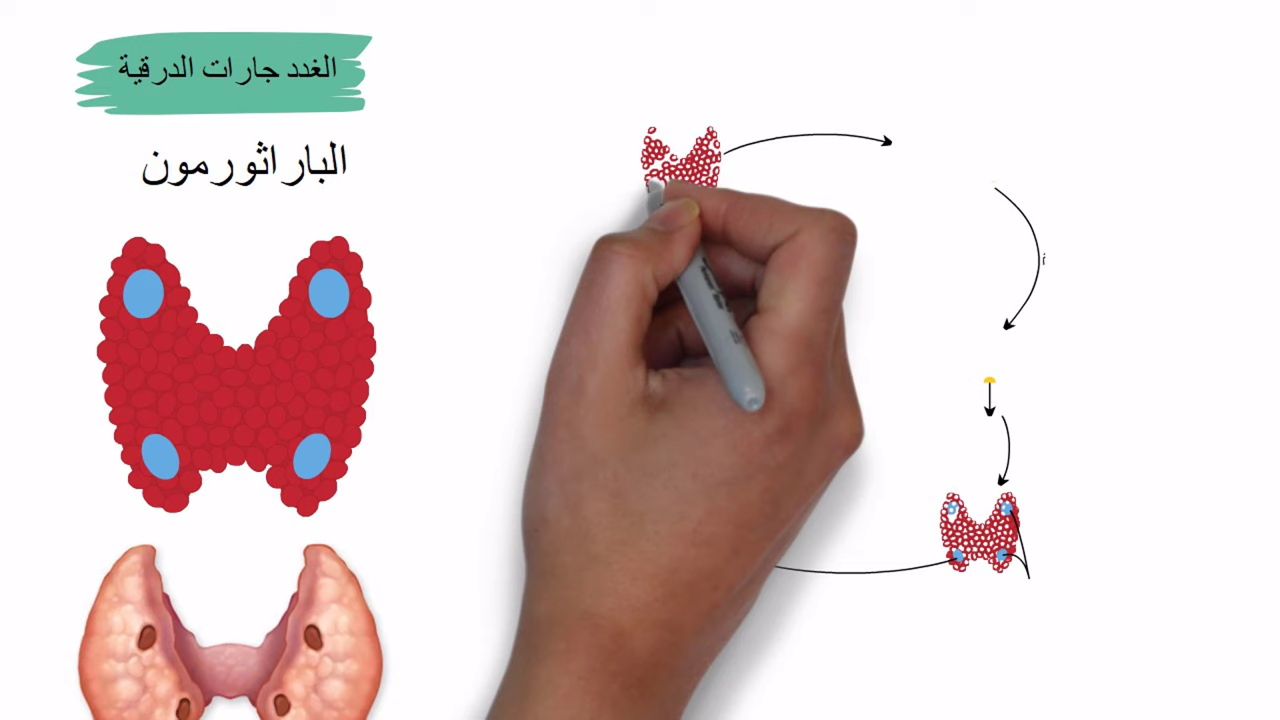 الغدد جارات الدرقية
الباراثورمون